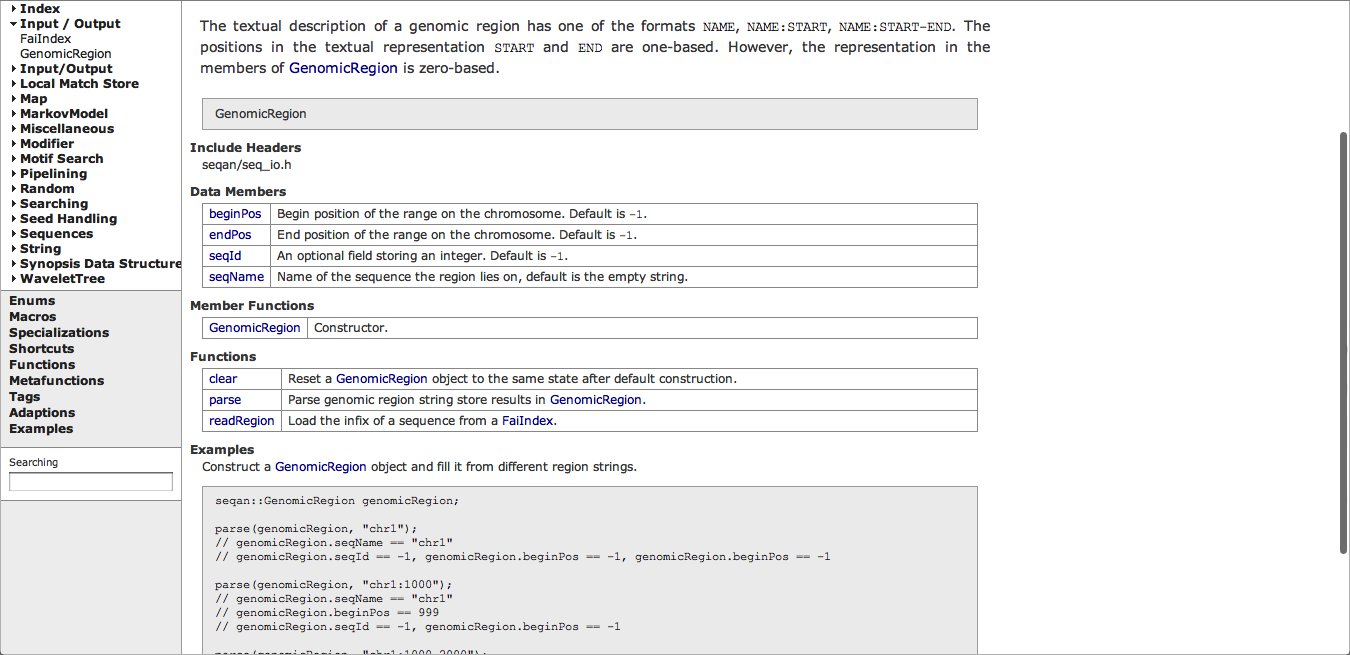 Index
Input / Output
FaiIndex
GenomicRegion
Input/Output
Local Match Store
Map
MarkovModel
Miscellaneous
Modifier
Motif Search
Pipelining
Random
Searching
Seed Handling
Sequences
String
Synopsis Data Structure
WaveletTree
Enums
Macros
Specializations
Shortcuts
Functions
Metafunctions
Tags
Adaptions
Examples
Searching
The textual description of a genomic region has one of the formats NAME, NAME:START, NAME:START-END. The
positions in the textual representation START and END are one-based. However, the representation in the
members of GenomicRegion is zero-based.
GenomicRegion
Include Headers
seqan/seq_io.h
Data Members
beginPos Begin position of the range on the chromosome. Default is -1.
endPos End position of the range on the chromosome. Default is -1.
seqId An optional field storing an integer. Default is -1.
seqName Name of the sequence the region lies on, default is the empty string.
Member Functions
GenomicRegion Constructor.
Functions
clear Reset a GenomicRegion object to the same state after default construction.
parse Parse genomic region string store results in GenomicRegion.
readRegion Load the infix of a sequence from a FaiIndex.
Examples
Construct a GenomicRegion object and fill it from different region strings.
seqan::GenomicRegion genomicRegion;
parse(genomicRegion, "chr1");
// genomicRegion.seqName == "chr1"
// genomicRegion.seqId == -1, genomicRegion.beginPos == -1, genomicRegion.beginPos == -1
parse(genomicRegion, "chr1:1000");
// genomicRegion.seqName == "chr1"
// genomicRegion.beginPos == 999
// genomicRegion.seqId == -1, genomicRegion.beginPos == -1
parse(genomicRegion, "chr1:1000-2000");